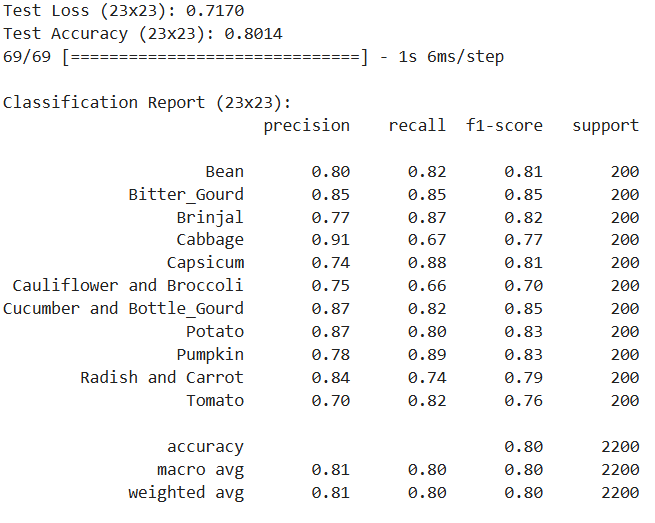 Test Loss (23x23): 0.7170
Test Accuracy (23x23): 0.8014
69/69 [==============================] - 1s 6ms/step
Classification Report (23x23):
precision recall f1-score support
Bean 0.80 0.82 0.81 200
Bitter_Gourd 0.85 0.85 0.85 200
Brinjal 0.77 0.87 0.82 200
Cabbage 0.91 0.67 0.77 200
Capsicum 0.74 0.88 0.81 200
Cauliflower and Broccoli 0.75 0.66 0.70 200
Cucumber and Bottle_Gourd 0.87 0.82 0.85 200
Potato 0.87 0.80 0.83 200
Pumpkin 0.78 0.89 0.83 200
Radish and Carrot 0.84 0.74 0.79 200
Tomato 0.70 0.82 0.76 200
accuracy 0.80 2200
macro avg 0.81 0.80 0.80 2200
weighted avg 0.81 0.80 0.80 2200